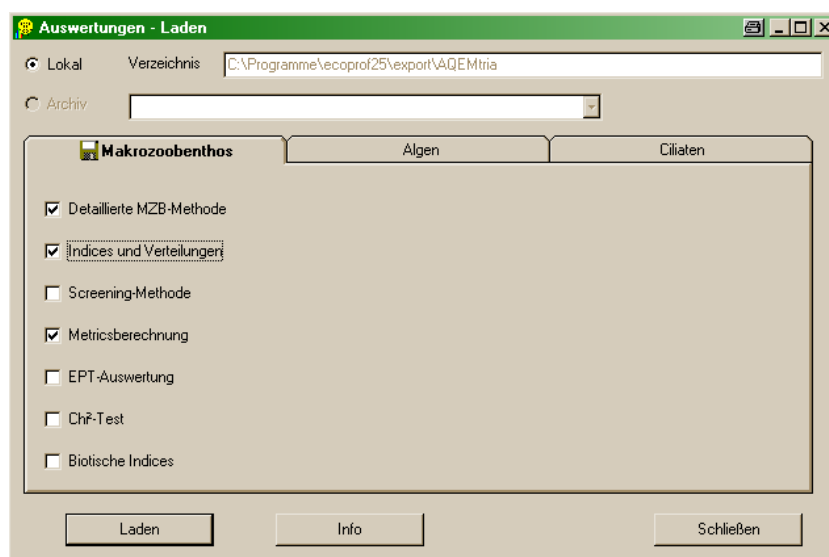 Auswertungen - Laden
Lokal Verzeichnis C:\Programme\ecoprof25\export\AQEMtria
Archiv
Makrozoobenthos Algen Ciliaten
Detaillierte MZB-Methode
Indices und Verteilungen
Screening-Methode
Metricsberechnung
EPT-Auswertung
Chi²-Test
Biotische Indices
Laden Info Schließen